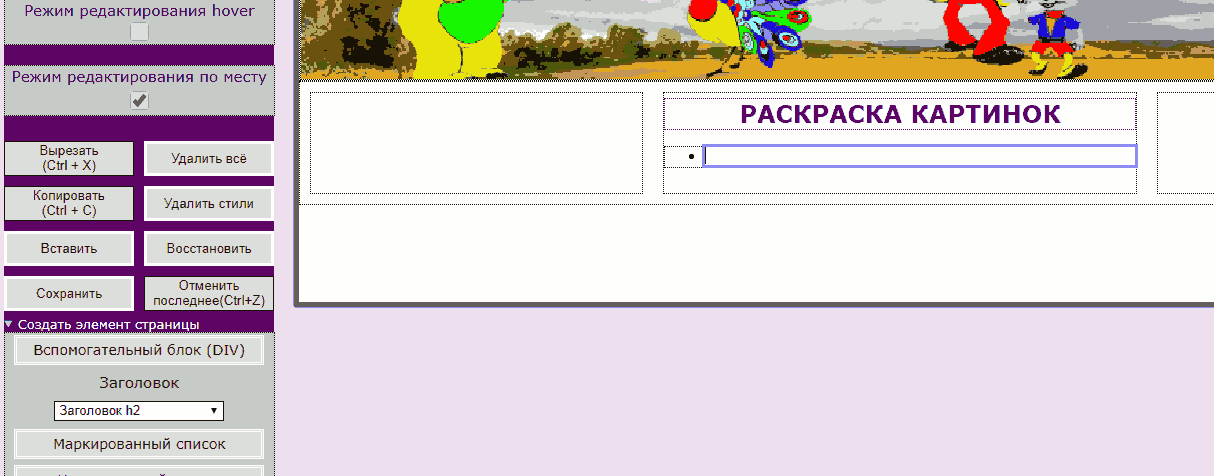 Режим редактирования hover
Режим редактирования по месту
Вырезать
(Ctrl + X)
Удалить всё
Копировать
(Ctrl + C)
Удалить стили
Вставить
Восстановить
Сохранить
Отменить
последнее(Ctrl+Z)
Создать элемент страницы
Вспомогательный блок (DIV)
Заголовок
Заголовок h2
Маркированный список
РАСКРАСКА КАРТИНОК